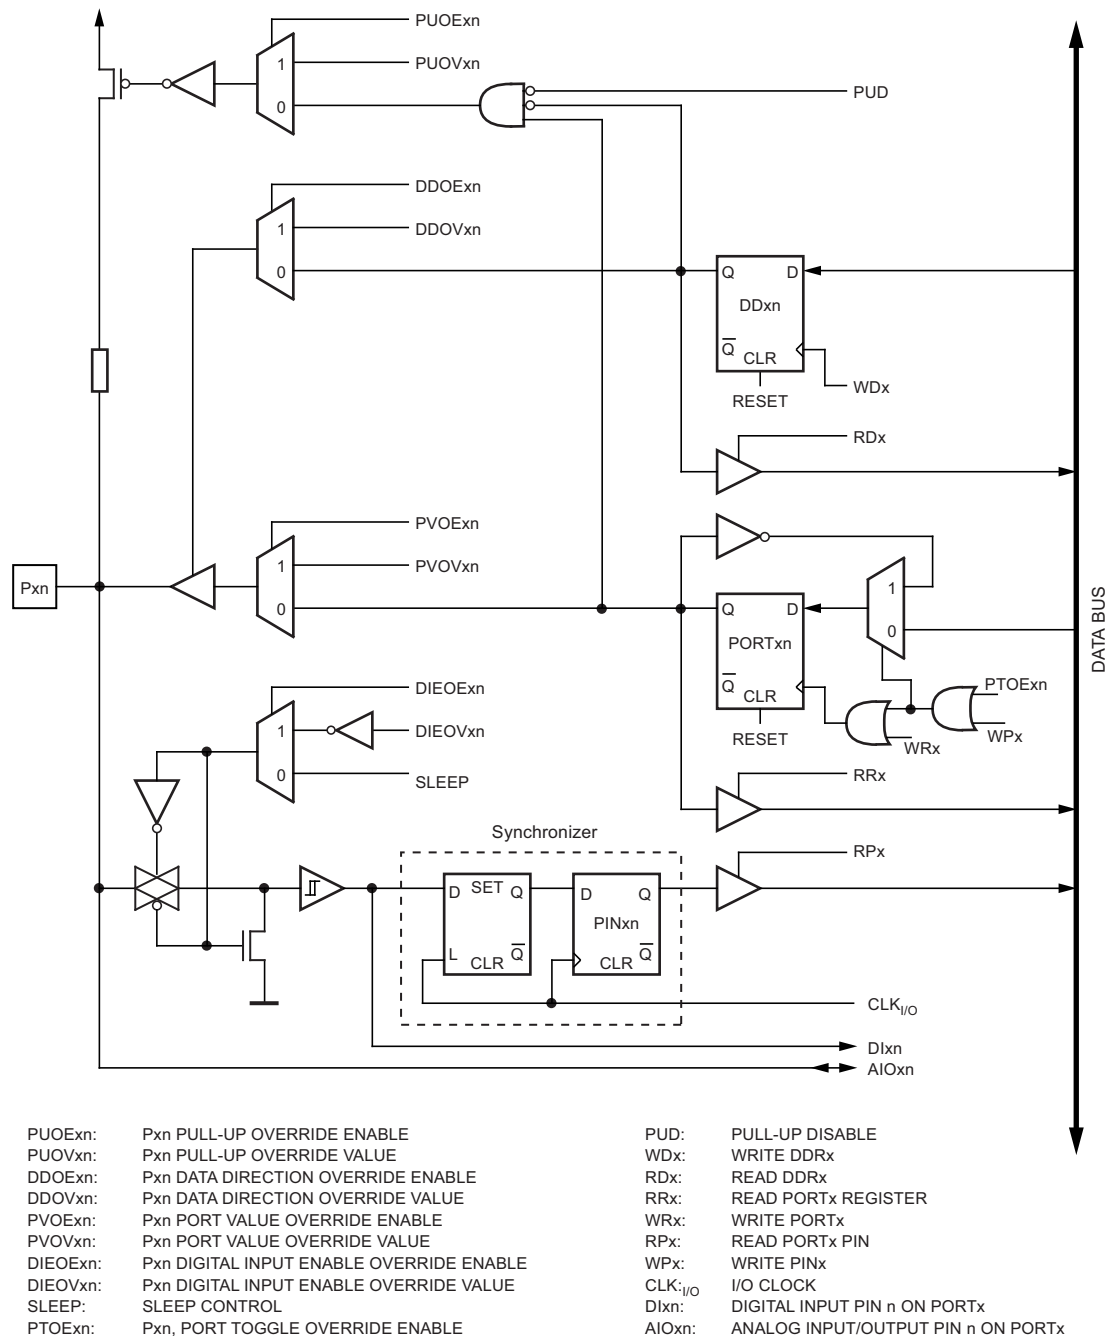 PUOExn
1
PUOVxn
0
PUD
DDOExn
1
DDOVxn
0
Q D
DDxn
Q CLR
RESET
WDx
RDx
PVOExn
1
PVOVxn
0
Pxn
Q D
PORTxn
Q CLR
RESET
1
0
PTOExn
WPx
WRx
DATA BUS
DIEOExn
1
DIEOVxn
0
SLEEP
RRx
Synchronizer
RPx
D SET Q
L CLR Q
D Q
PINxn
CLR Q
CLKI/O
DIxn
AIOxn
PUOExn: Pxn PULL-UP OVERRIDE ENABLE
PUOVxn: Pxn PULL-UP OVERRIDE VALUE
DDOExn: Pxn DATA DIRECTION OVERRIDE ENABLE
DDOVxn: Pxn DATA DIRECTION OVERRIDE VALUE
PVOExn: Pxn PORT VALUE OVERRIDE ENABLE
PVOVxn: Pxn PORT VALUE OVERRIDE VALUE
DIEOExn: Pxn DIGITAL INPUT ENABLE OVERRIDE ENABLE
DIEOVxn: Pxn DIGITAL INPUT ENABLE OVERRIDE VALUE
SLEEP: SLEEP CONTROL
PTOExn: Pxn, PORT TOGGLE OVERRIDE ENABLE
PUD: PULL-UP DISABLE
WDx: WRITE DDRx
RDx: READ DDRx
RRx: READ PORTx REGISTER
WRx: WRITE PORTx
RPx: READ PORTx PIN
WPx: WRITE PINx
CLK:I/O I/O CLOCK
DIxn: DIGITAL INPUT PIN n ON PORTx
AIOxn: ANALOG INPUT/OUTPUT PIN n ON PORTx